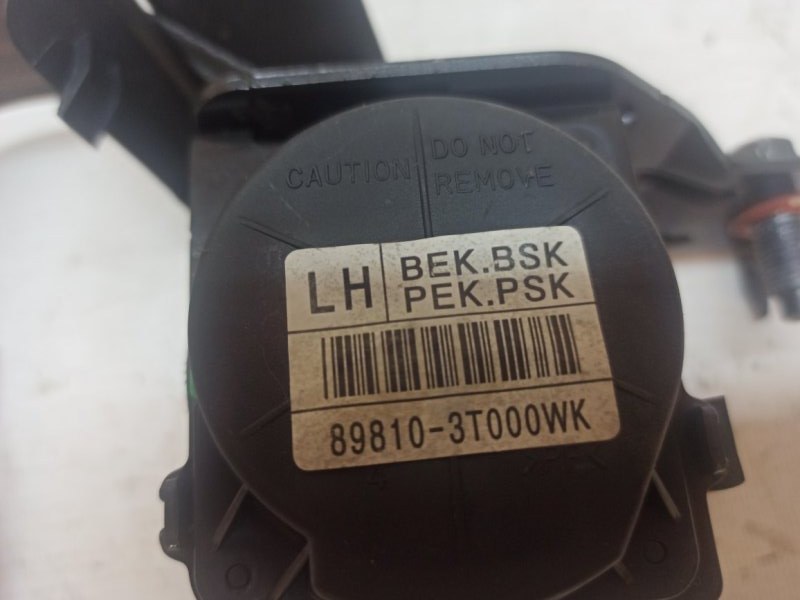 CAUTION
DO NOT
REMOVE
LH
BEK.BSK
PEK.PSK
89810-3T000WK